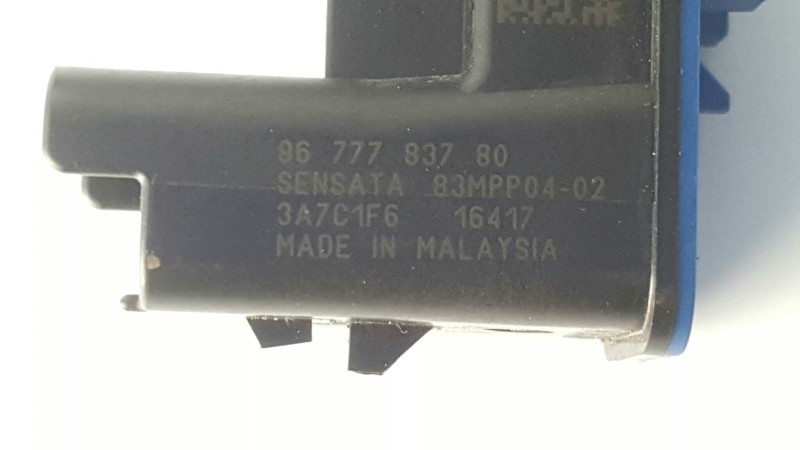 96 777 837 80
SENSATA 83MPP04-02
3A7C1F6 16417
MADE IN MALAYSIA